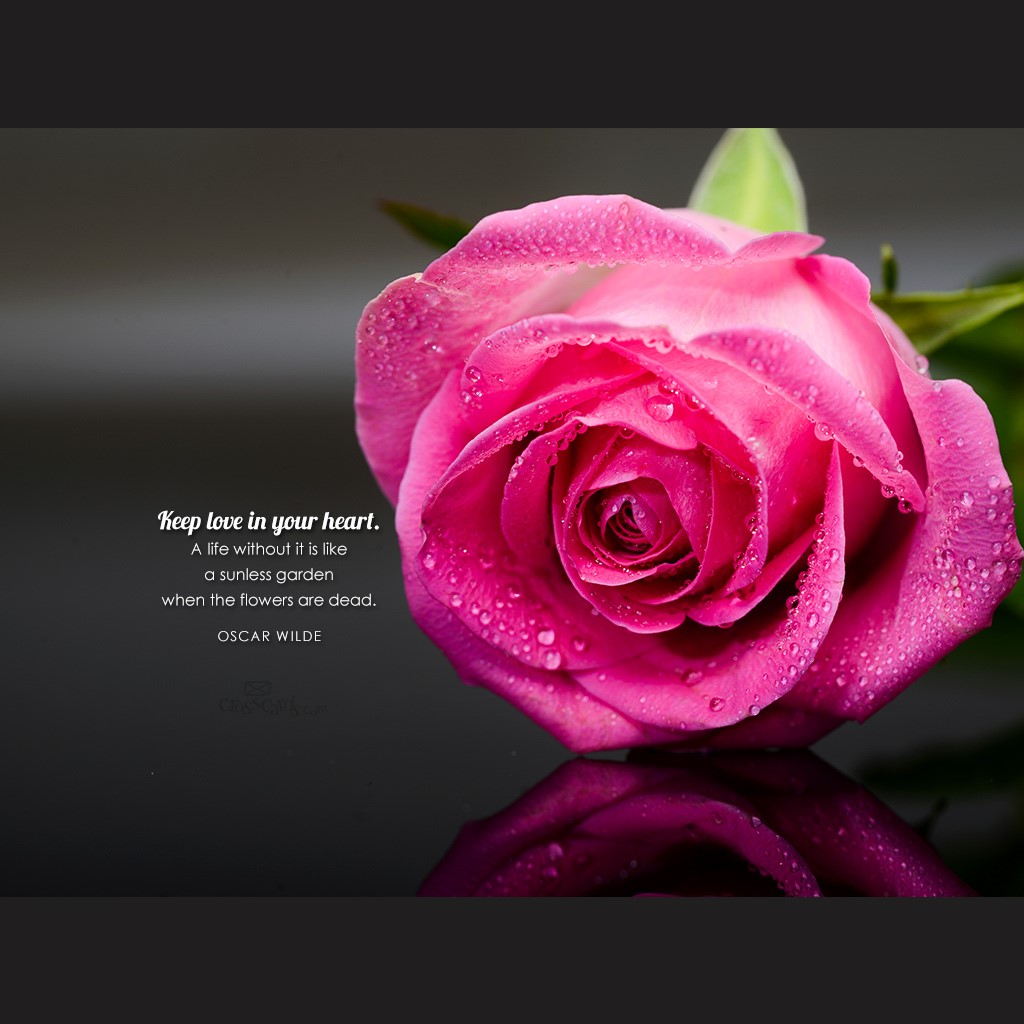 Keep love in your heart.
A life without it is like
a sunless garden
when the flowers are dead.
OSCAR WILDE